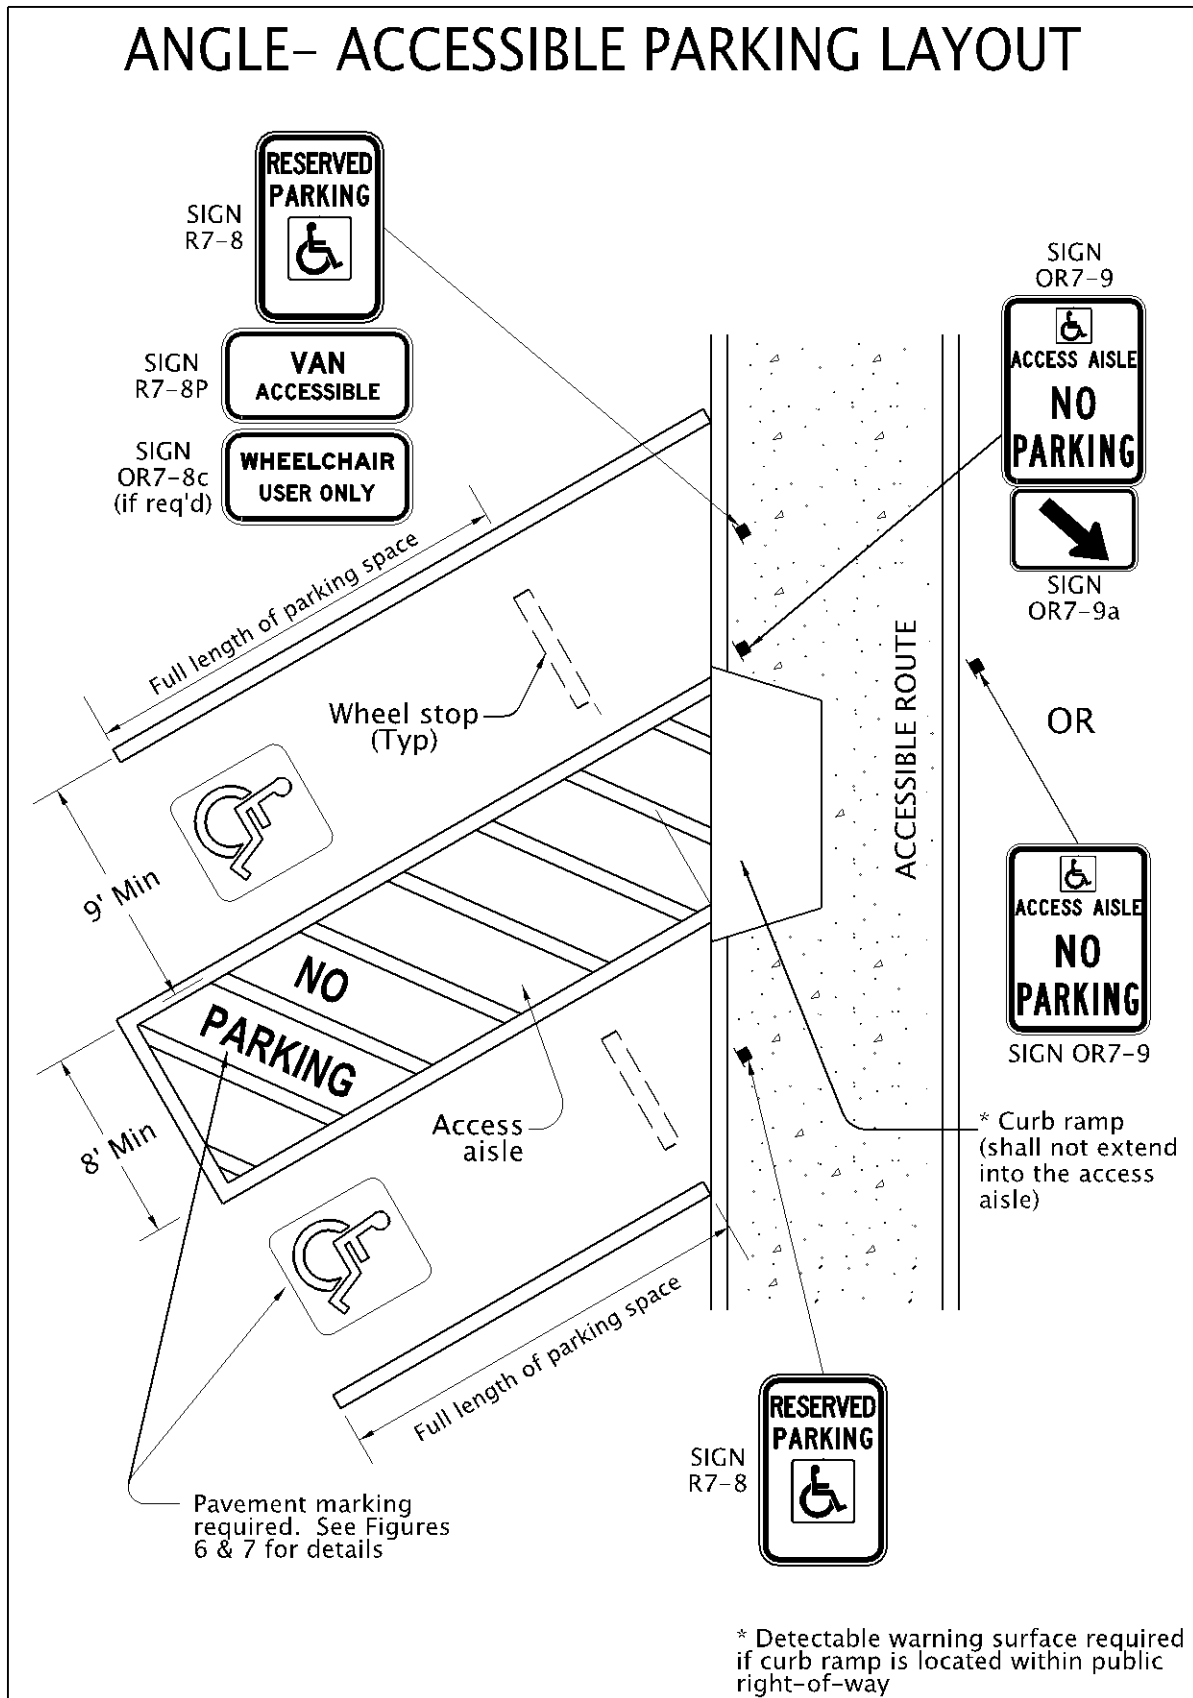 ANGLE- ACCESSIBLE PARKING LAYOUT
RESERVED
PARKING
SIGN
R7-8
SIGN
R7-8P
VAN
ACCESSIBLE
SIGN
OR7-8c
(if req'd)
WHEELCHAIR
USER ONLY
SIGN
OR7-9
ACCESS AISLE
NO
PARKING
SIGN
OR7-9a
Full length of parking space
Wheel stop
(Typ)
ACCESSIBLE ROUTE
OR
9' Min
NO
PARKING
8' Min
Access
aisle
ACCESS AISLE
NO
PARKING
SIGN OR7-9
* Curb ramp
(shall not extend
into the access
aisle)
Full length of parking space
RESERVED
PARKING
SIGN
R7-8
Pavement marking
required. See Figures
6 & 7 for details
* Detectable warning surface required
if curb ramp is located within public
right-of-way